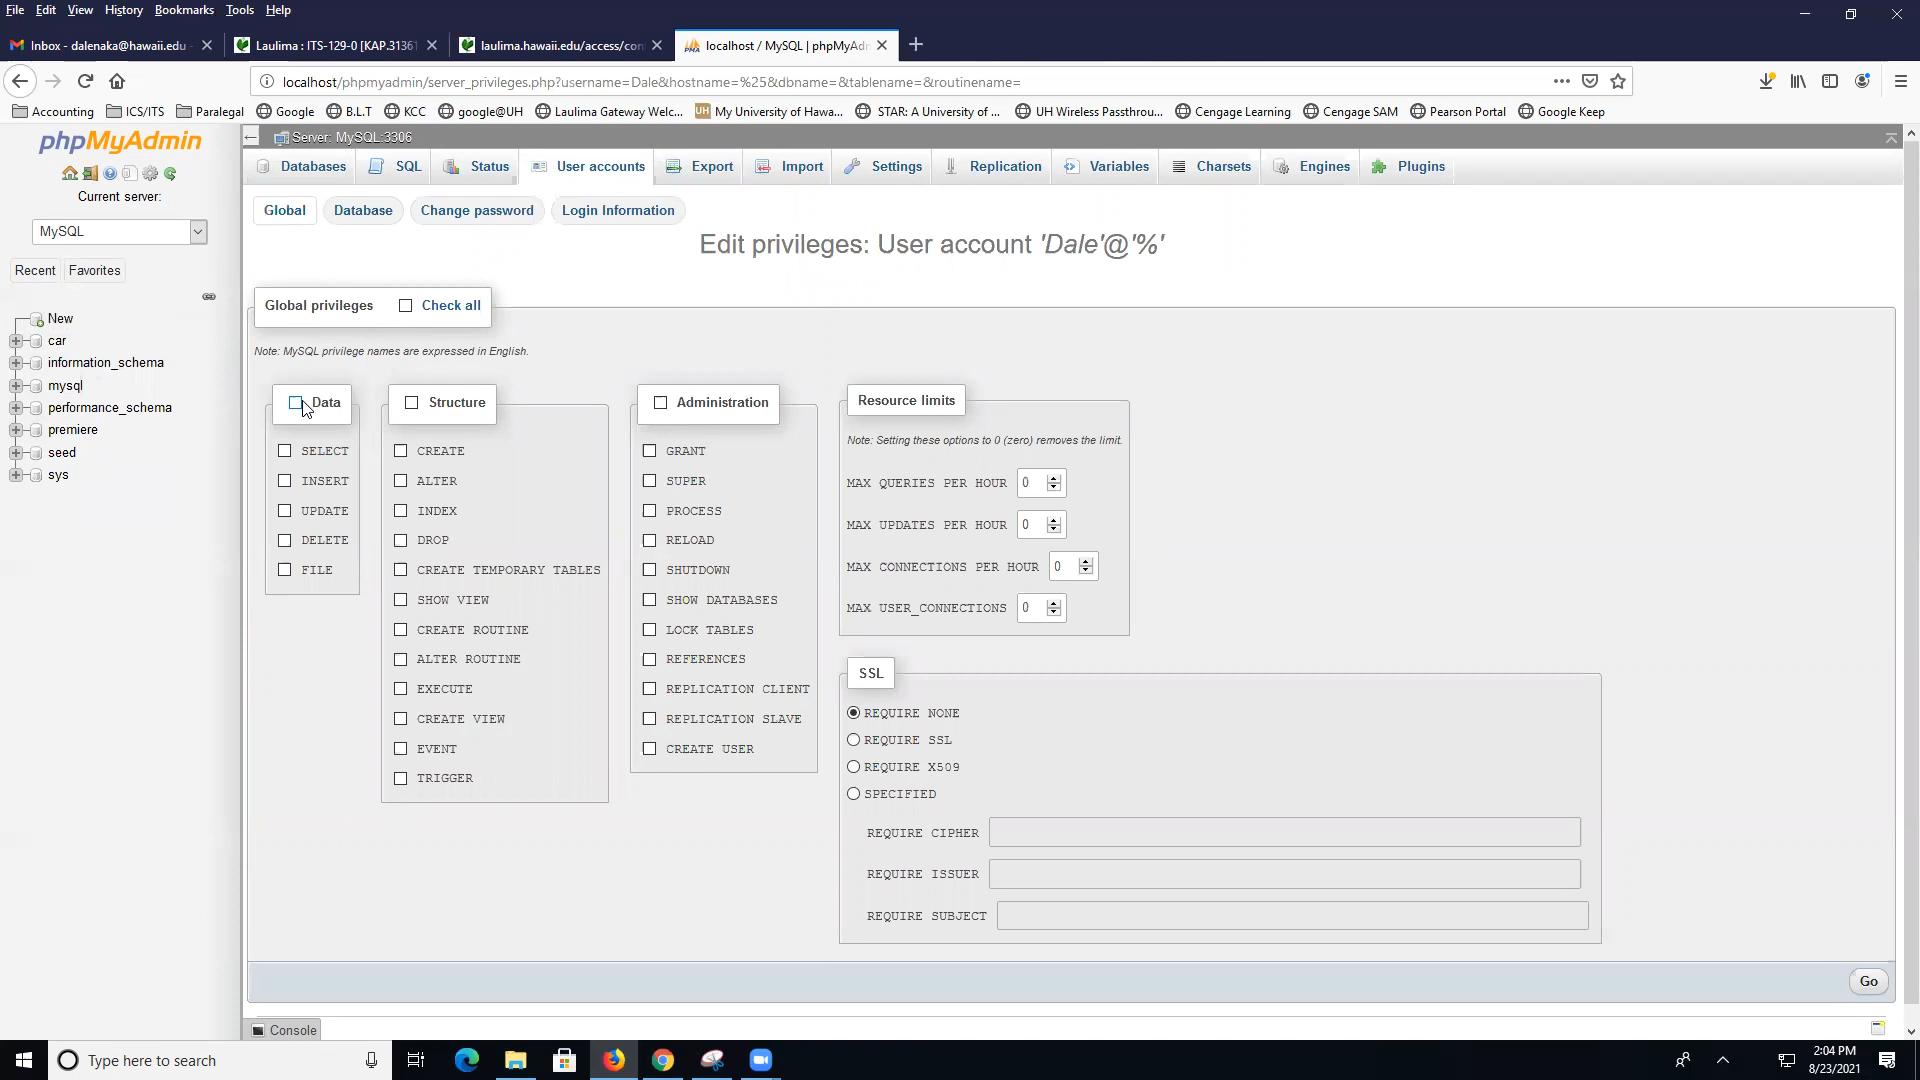 File Edit View History Bookmarks Tools Help
Inbox - dalenaka@hawaii.edu - Laulima : ITS-129-0 [KAP.31361 laulima.hawaii.edu/access/con localhost / MySQL | phpMyAdm
localhost/phpmyadmin/server_privileges.php?username=Dale&hostname=%25&dbname=&tablename=&routinename=
Accounting ICS/ITS Paralegal Google B.L.T KCC google@UH Laulima Gateway Welc... My University of Hawa... STAR: A University of ... UH Wireless Passthrou... Cengage Learning Cengage SAM Pearson Portal Google Keep
phpMyAdmin
Current server:
MySQL
Recent Favorites
New
car
information_schema
mysql
performance_schema
premiere
seed
sys
Server: MySQL:3306
Databases SQL Status User accounts Export Import Settings Replication Variables Charsets Engines Plugins
Global Database Change password Login Information
Edit privileges: User account 'Dale'@'%'
Global privileges Check all
Note: MySQL privilege names are expressed in English.
Data
SELECT
INSERT
UPDATE
DELETE
FILE
Structure
CREATE
ALTER
INDEX
DROP
CREATE TEMPORARY TABLES
SHOW VIEW
CREATE ROUTINE
ALTER ROUTINE
EXECUTE
CREATE VIEW
EVENT
TRIGGER
Administration
GRANT
SUPER
PROCESS
RELOAD
SHUTDOWN
SHOW DATABASES
LOCK TABLES
REFERENCES
REPLICATION CLIENT
REPLICATION SLAVE
CREATE USER
Resource limits
Note: Setting these options to 0 (zero) removes the limit.
MAX QUERIES PER HOUR 0
MAX UPDATES PER HOUR 0
MAX CONNECTIONS PER HOUR 0
MAX USER_CONNECTIONS 0
SSL
REQUIRE NONE
REQUIRE SSL
REQUIRE X509
SPECIFIED
REQUIRE CIPHER
REQUIRE ISSUER
REQUIRE SUBJECT
Go
Console
Type here to search
2:04 PM
8/23/2021